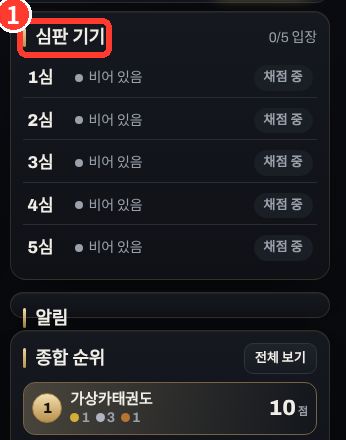 1
심판 기기
0/5 입장
1심 비어 있음 채점 중
2심 비어 있음 채점 중
3심 비어 있음 채점 중
4심 비어 있음 채점 중
5심 비어 있음 채점 중
알림
종합 순위 전체 보기
1 가상카태권도 10점
1 3 1